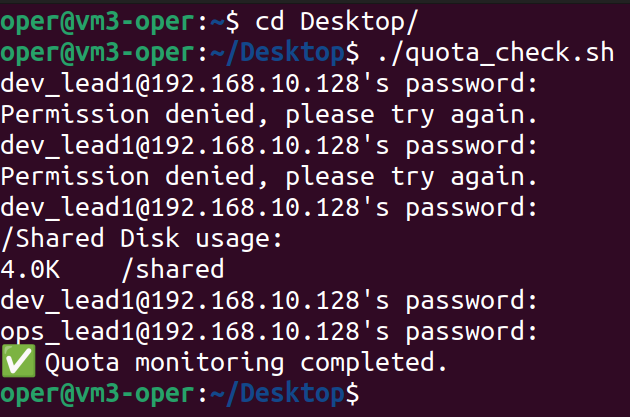 oper@vm3-oper:~$ cd Desktop/
oper@vm3-oper:~/Desktop$ ./quota_check.sh
dev_lead1@192.168.10.128's password:
Permission denied, please try again.
dev_lead1@192.168.10.128's password:
Permission denied, please try again.
dev_lead1@192.168.10.128's password:
/Shared Disk usage:
4.0K    /shared
dev_lead1@192.168.10.128's password:
ops_lead1@192.168.10.128's password:
✅ Quota monitoring completed.
oper@vm3-oper:~/Desktop$